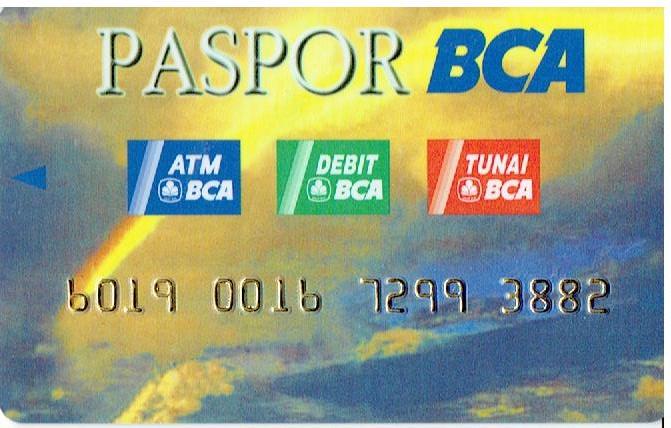 PASPOR BCA
ATM BCA
DEBIT BCA
TUNAI BCA
6019 0016 7299 3882